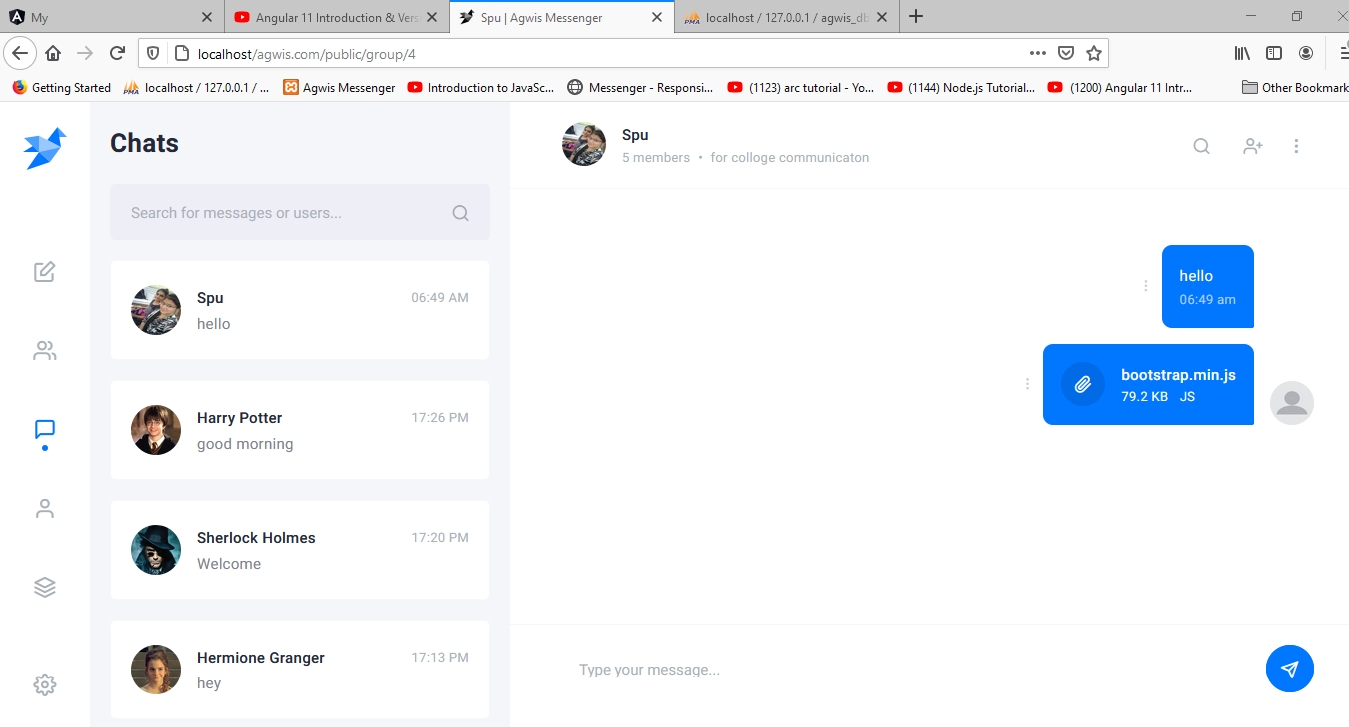 My
Angular 11 Introduction & Vers
Spu | Agwis Messenger
localhost / 127.0.0.1 / agwis_db
localhost/agwis.com/public/group/4
Getting Started
localhost / 127.0.0.1 / ...
Agwis Messenger
Introduction to JavaSc...
Messenger - Responsi...
(1123) arc tutorial - Yo...
(1144) Node.js Tutorial...
(1200) Angular 11 Intr...
Other Bookmark
Chats
Search for messages or users...
Spu
06:49 AM
hello
Harry Potter
17:26 PM
good morning
Sherlock Holmes
17:20 PM
Welcome
Hermione Granger
17:13 PM
hey
Spu
5 members • for colloge communicaton
hello
06:49 am
bootstrap.min.js
79.2 KB JS
Type your message...